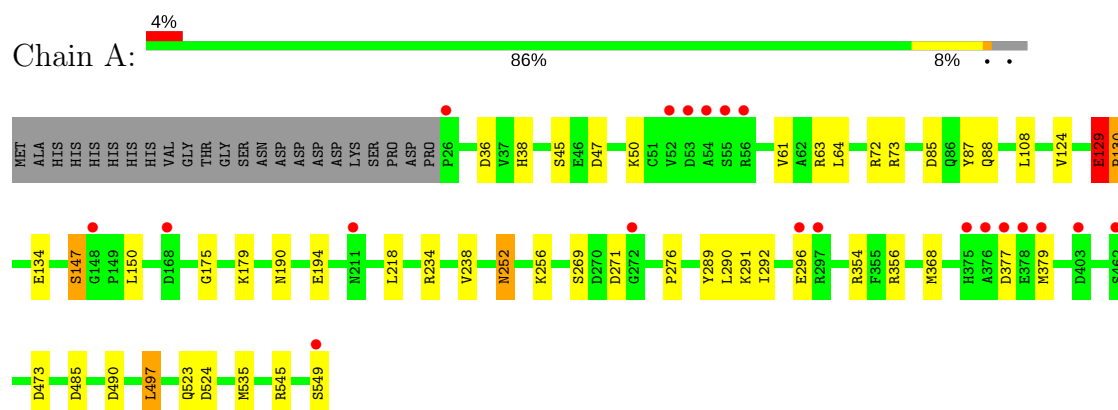 4%
Chain A:
86% 8% • •
MET ALA HIS HIS HIS HIS HIS HIS VAL GLY THR GLY SER ASN ASP ASP ASP ASP LYS SER PRO ASP PRO P26 D36 V37 H38 S45 E46 D47 K50 C51 V52 D53 A54 S55 R56 V61 A62 R63 L64 R72 R73 D85 Q86 Y87 Q88 L108 V124 E129 R130
E134 S147 G148 P149 L150 D168 G175 K179 N190 E194 N211 L218 R234 V238 N252 K256 S269 D270 D271 G272 P276 Y289 L290 K291 I292 E296 R297 R354 F355 R356 M368 H375 A376 D377 E378 M379 D403 S462
D473 D485 D490 L497 Q523 D524 M535 R545 S549